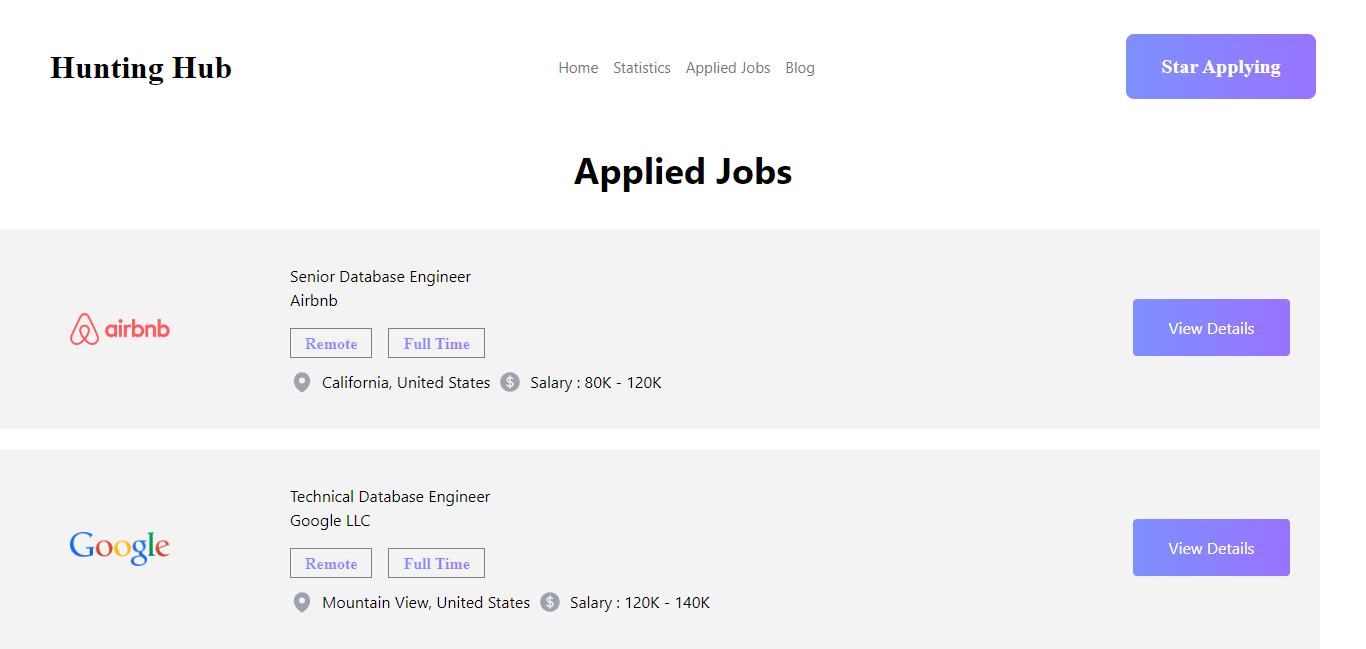 Hunting Hub
Home Statistics Applied Jobs Blog
Star Applying
Applied Jobs
airbnb
Senior Database Engineer
Airbnb
Remote Full Time
California, United States Salary : 80K - 120K
View Details
Google
Technical Database Engineer
Google LLC
Remote Full Time
Mountain View, United States Salary : 120K - 140K
View Details